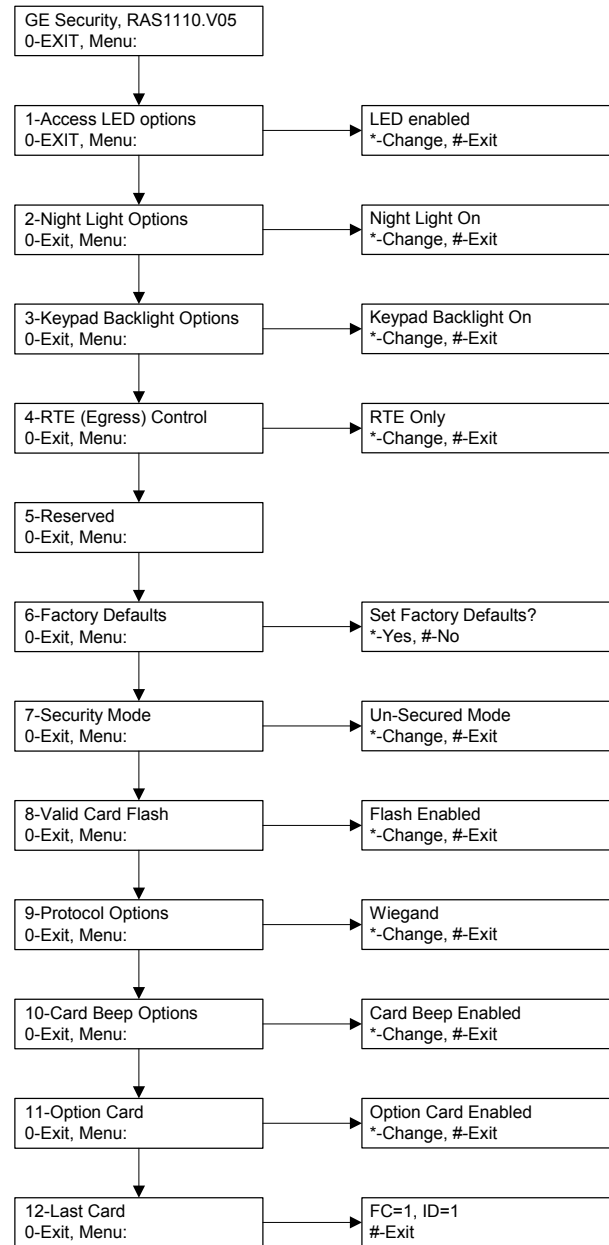 GE Security, RAS1110.V05
0-EXIT, Menu:
1-Access LED options
0-EXIT, Menu:
LED enabled
*-Change, #-Exit
2-Night Light Options
0-Exit, Menu:
Night Light On
*-Change, #-Exit
3-Keypad Backlight Options
0-Exit, Menu:
Keypad Backlight On
*-Change, #-Exit
4-RTE (Egress) Control
0-Exit, Menu:
RTE Only
*-Change, #-Exit
5-Reserved
0-Exit, Menu:
6-Factory Defaults
0-Exit, Menu:
Set Factory Defaults?
*-Yes, #-No
7-Security Mode
0-Exit, Menu:
Un-Secured Mode
*-Change, #-Exit
8-Valid Card Flash
0-Exit, Menu:
Flash Enabled
*-Change, #-Exit
9-Protocol Options
0-Exit, Menu:
Wiegand
*-Change, #-Exit
10-Card Beep Options
0-Exit, Menu:
Card Beep Enabled
*-Change, #-Exit
11-Option Card
0-Exit, Menu:
Option Card Enabled
*-Change, #-Exit
12-Last Card
0-Exit, Menu:
FC=1, ID=1
#-Exit